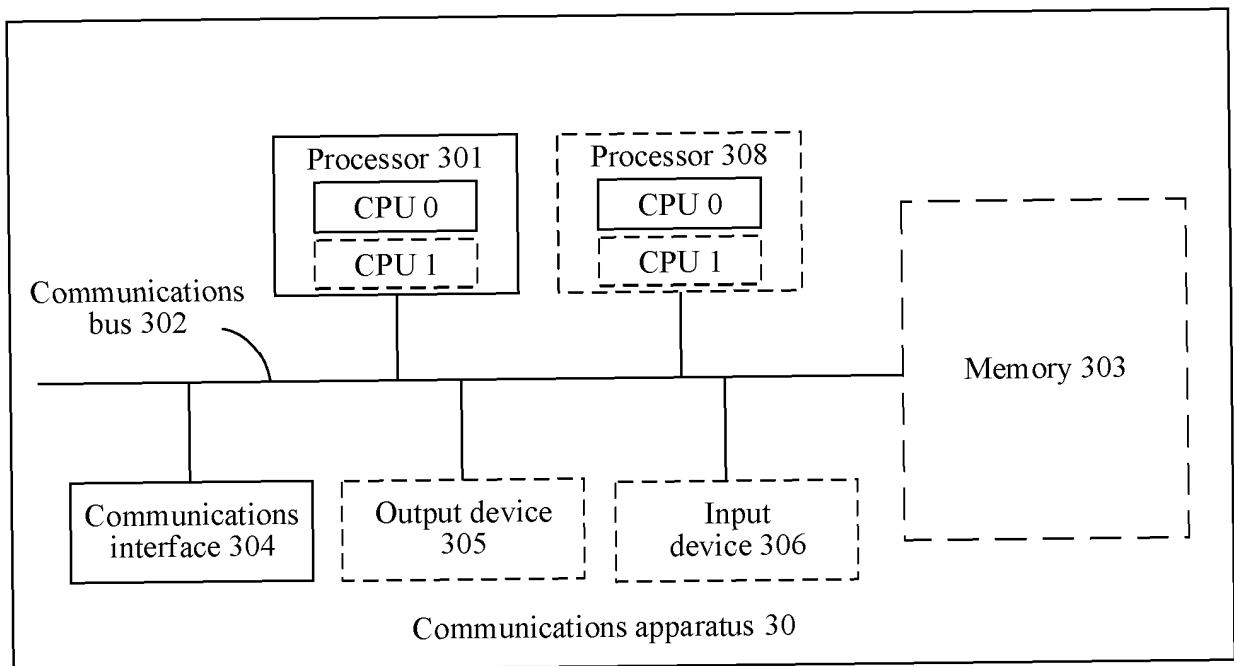 Processor 301
CPU 0
CPU 1
Processor 308
CPU 0
CPU 1
Communications
bus 302
Memory 303
Communications
interface 304
Output device
305
Input
device 306
Communications apparatus 30